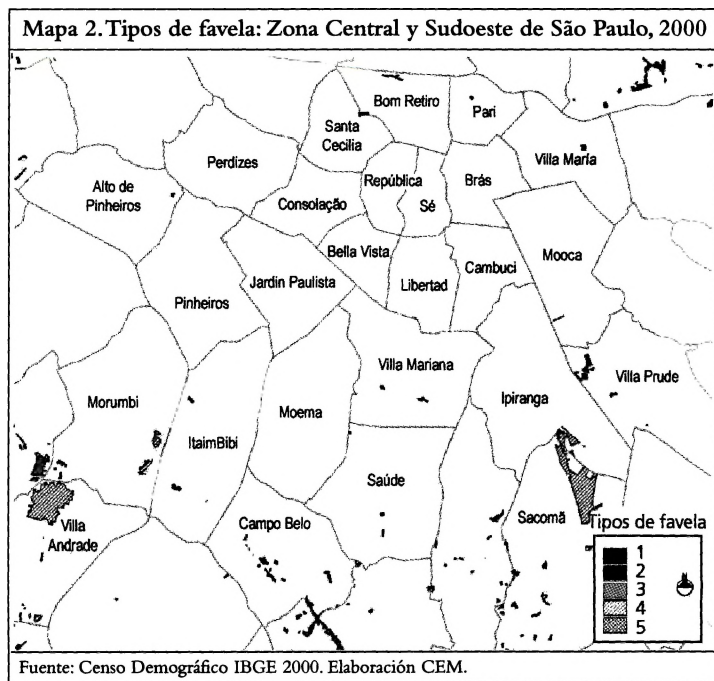 Mapa 2. Tipos de favela: Zona Central y Sudoeste de São Paulo, 2000
Bom Retiro
Pari
Santa
Cecilia
Perdizes
Villa María
Alto de
Pinheiros
República
Brás
Consolação
Sé
Bella Vista
Mooca
Cambuci
Jardin Paulista
Libertad
Pinheiros
Villa Mariana
Villa Prude
Morumbi
Ipiranga
Moema
ItaimBibi
Saúde
Sacomã
Campo Belo
Villa
Andrade
Tipos de favela
1
2
3
4
5
Fuente: Censo Demográfico IBGE 2000. Elaboración CEM.